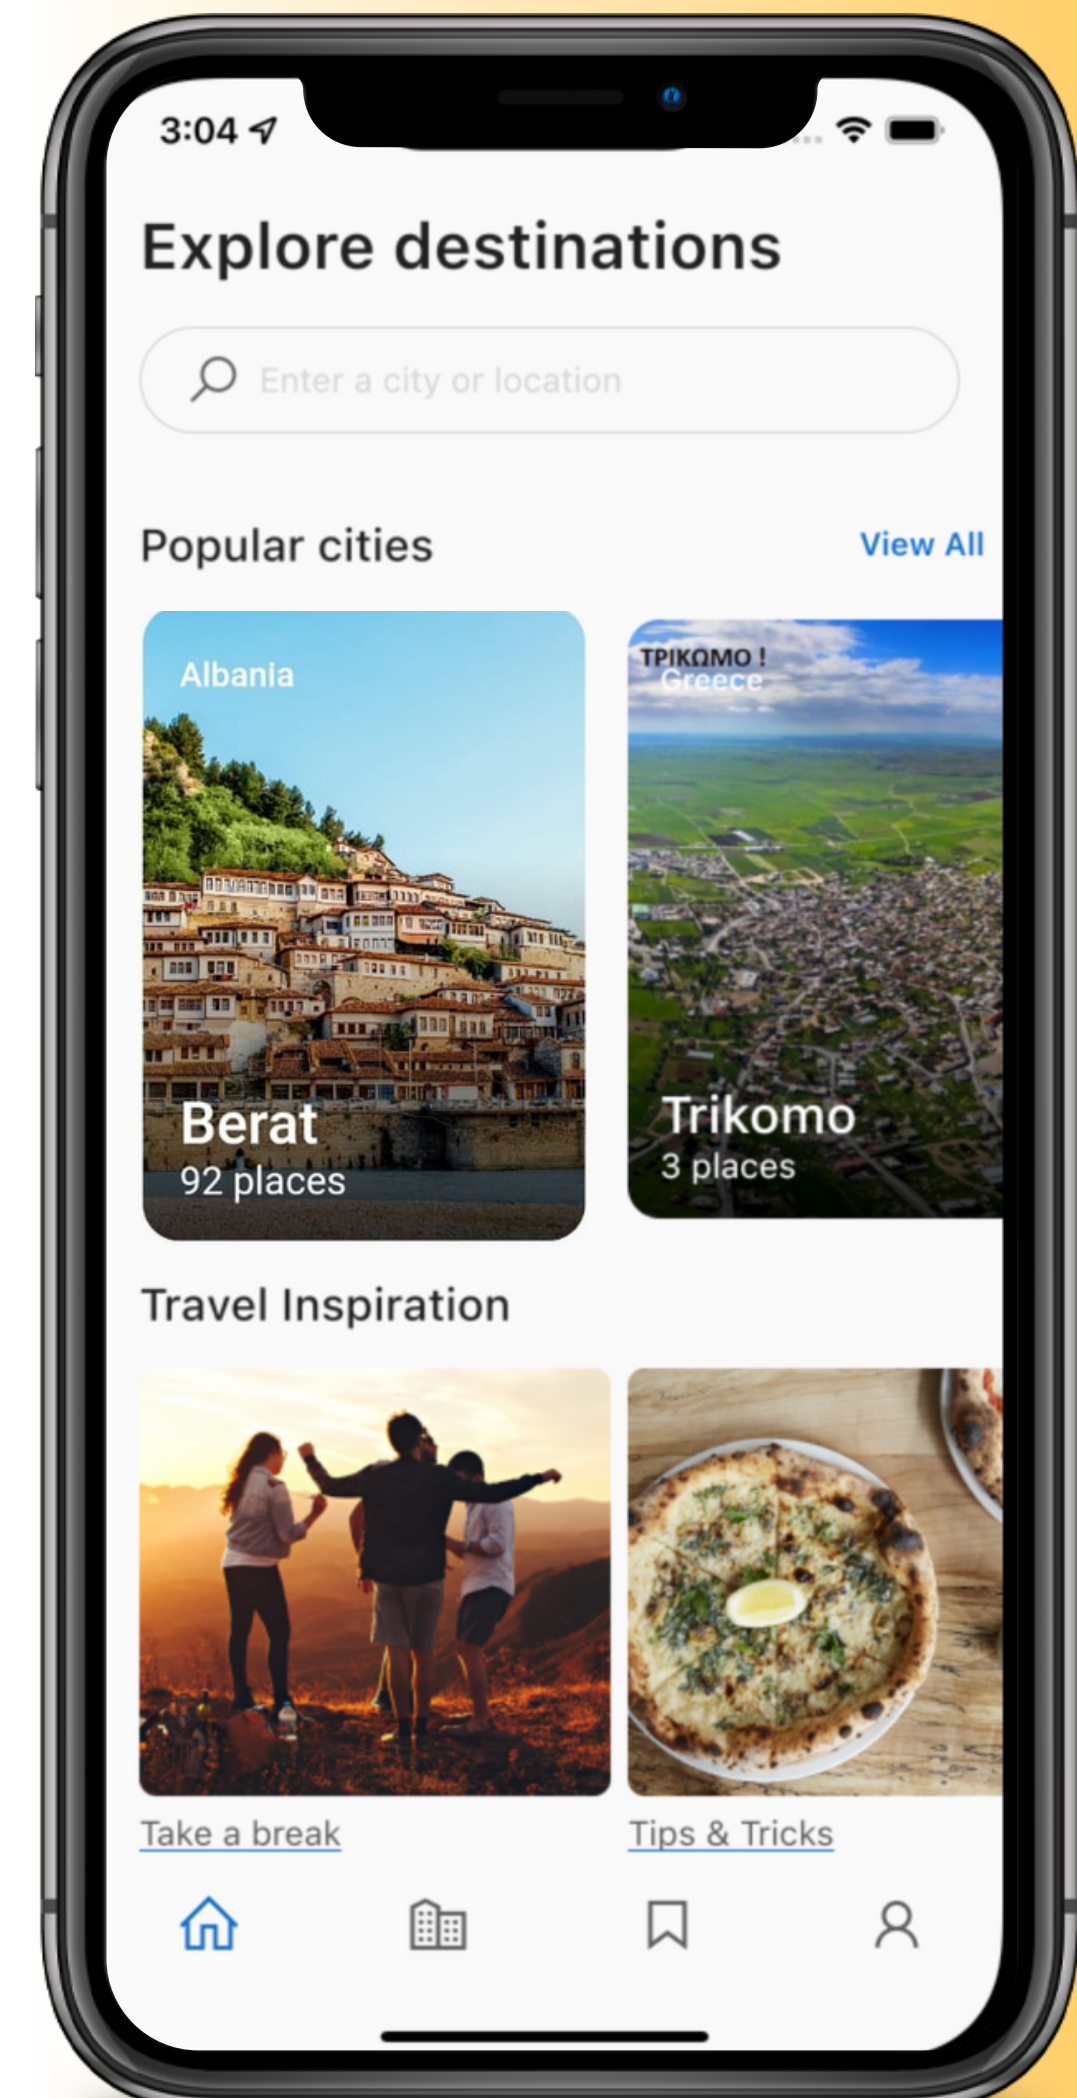 3:04
Explore destinations
Enter a city or location
Popular cities
View All
Albania
Berat
92 places
ΤΡΙΚΩΜΟ !
Greece
Trikomo
3 places
Travel Inspiration
Take a break
Tips & Tricks